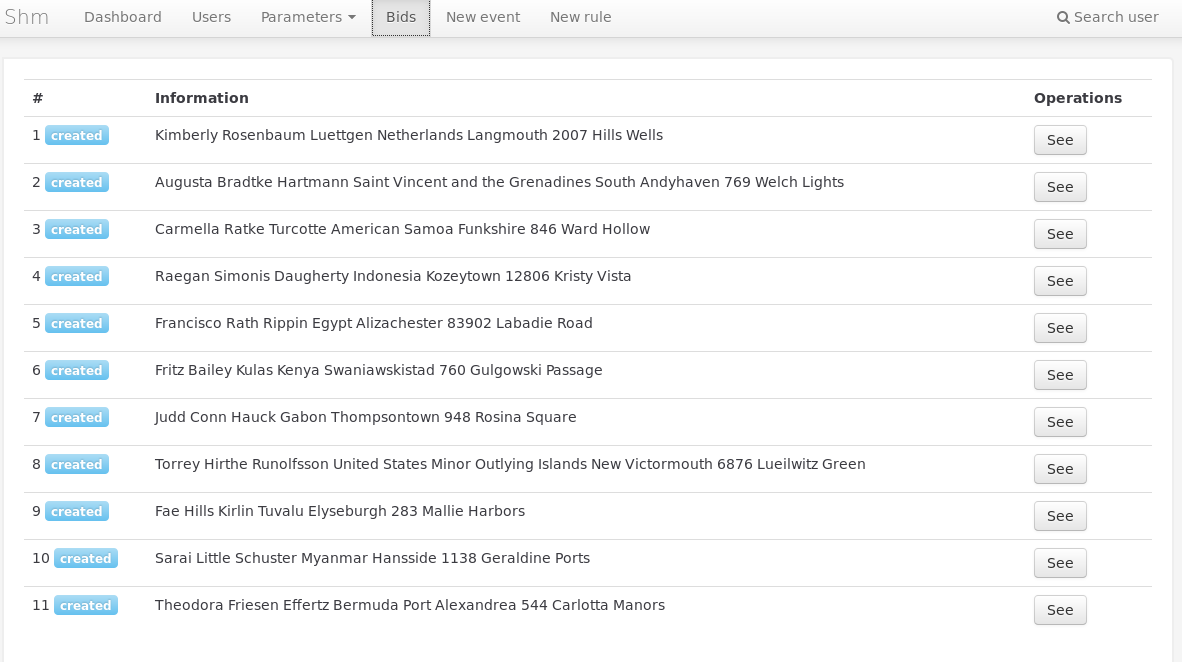 Shm Dashboard Users Parameters Bids New event New rule Search user
# Information Operations
1 created Kimberly Rosenbaum Luettgen Netherlands Langmouth 2007 Hills Wells See
2 created Augusta Bradtke Hartmann Saint Vincent and the Grenadines South Andyhaven 769 Welch Lights See
3 created Carmella Ratke Turcotte American Samoa Funkshire 846 Ward Hollow See
4 created Raegan Simonis Daugherty Indonesia Kozeytown 12806 Kristy Vista See
5 created Francisco Rath Rippin Egypt Alizachester 83902 Labadie Road See
6 created Fritz Bailey Kulas Kenya Swaniawskistad 760 Gulgowski Passage See
7 created Judd Conn Hauck Gabon Thompsontown 948 Rosina Square See
8 created Torrey Hirthe Runolfsson United States Minor Outlying Islands New Victormouth 6876 Lueilwitz Green See
9 created Fae Hills Kirlin Tuvalu Elyseburgh 283 Mallie Harbors See
10 created Sarai Little Schuster Myanmar Hansside 1138 Geraldine Ports See
11 created Theodora Friesen Effertz Bermuda Port Alexandrea 544 Carlotta Manors See